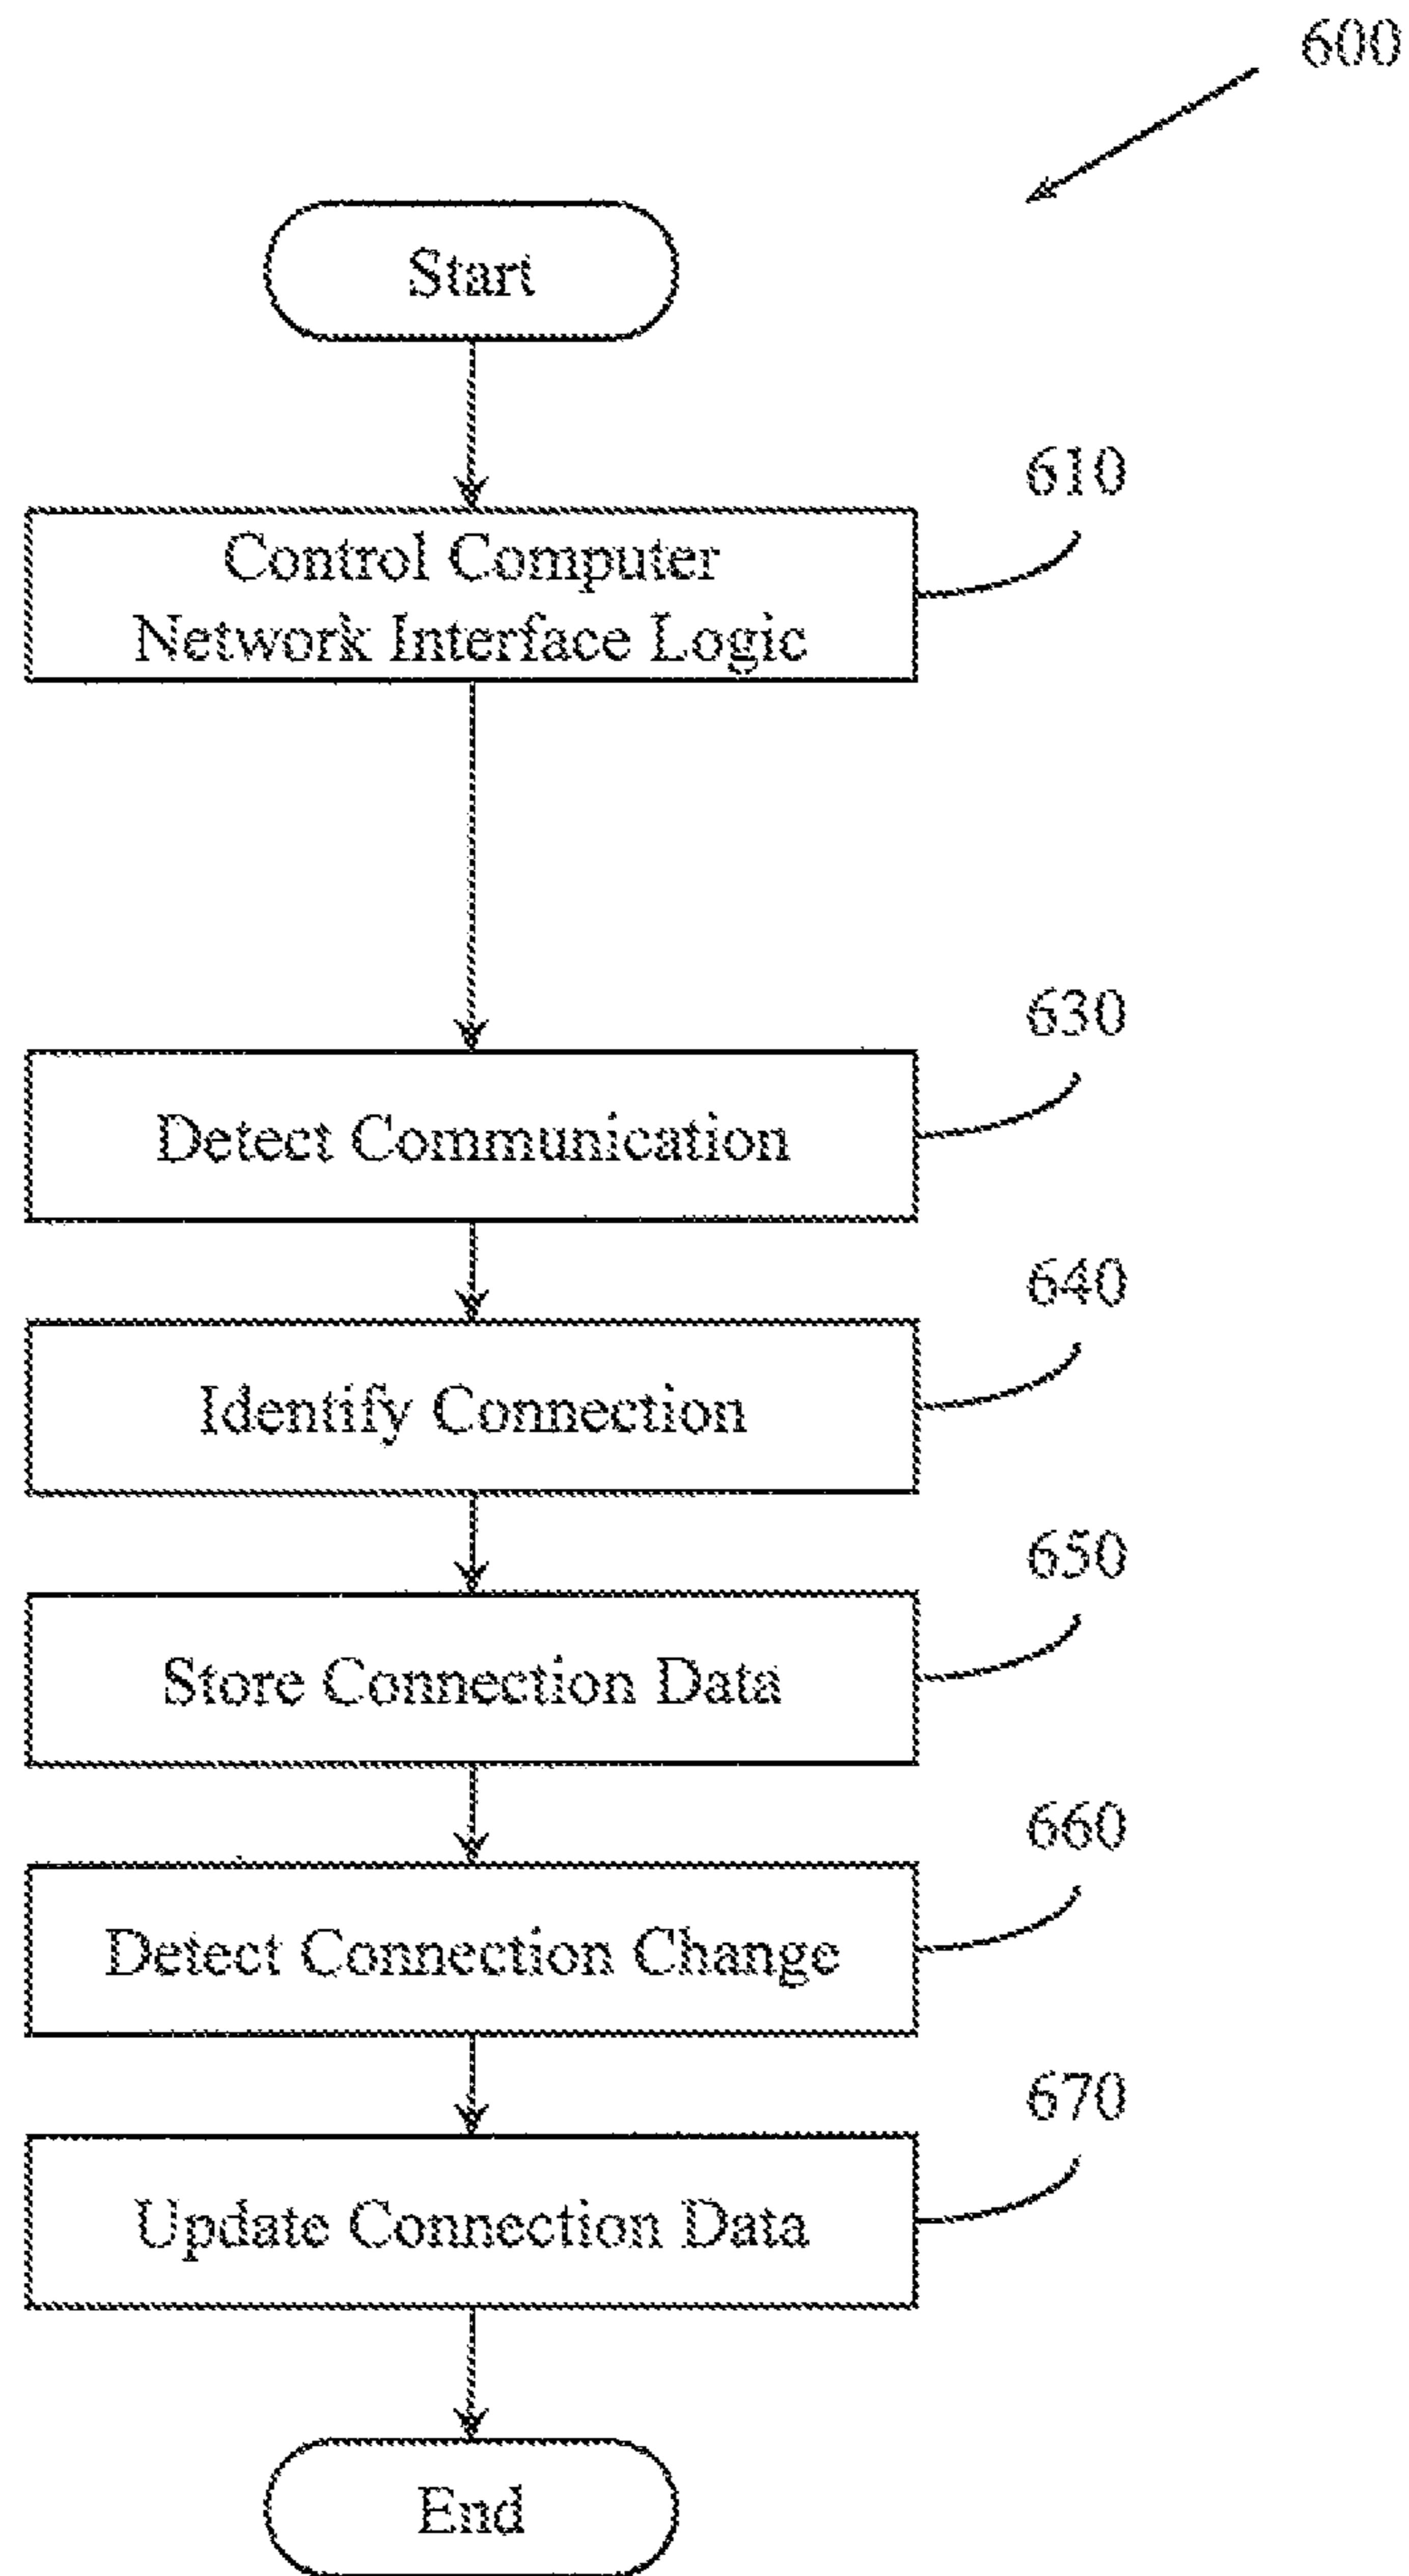 600
Start
610
Control Computer
Network Interface Logic
630
Detect Communication
640
Identify Connection
650
Store Connection Data
660
Detect Connection Change
670
Update Connection Data
End